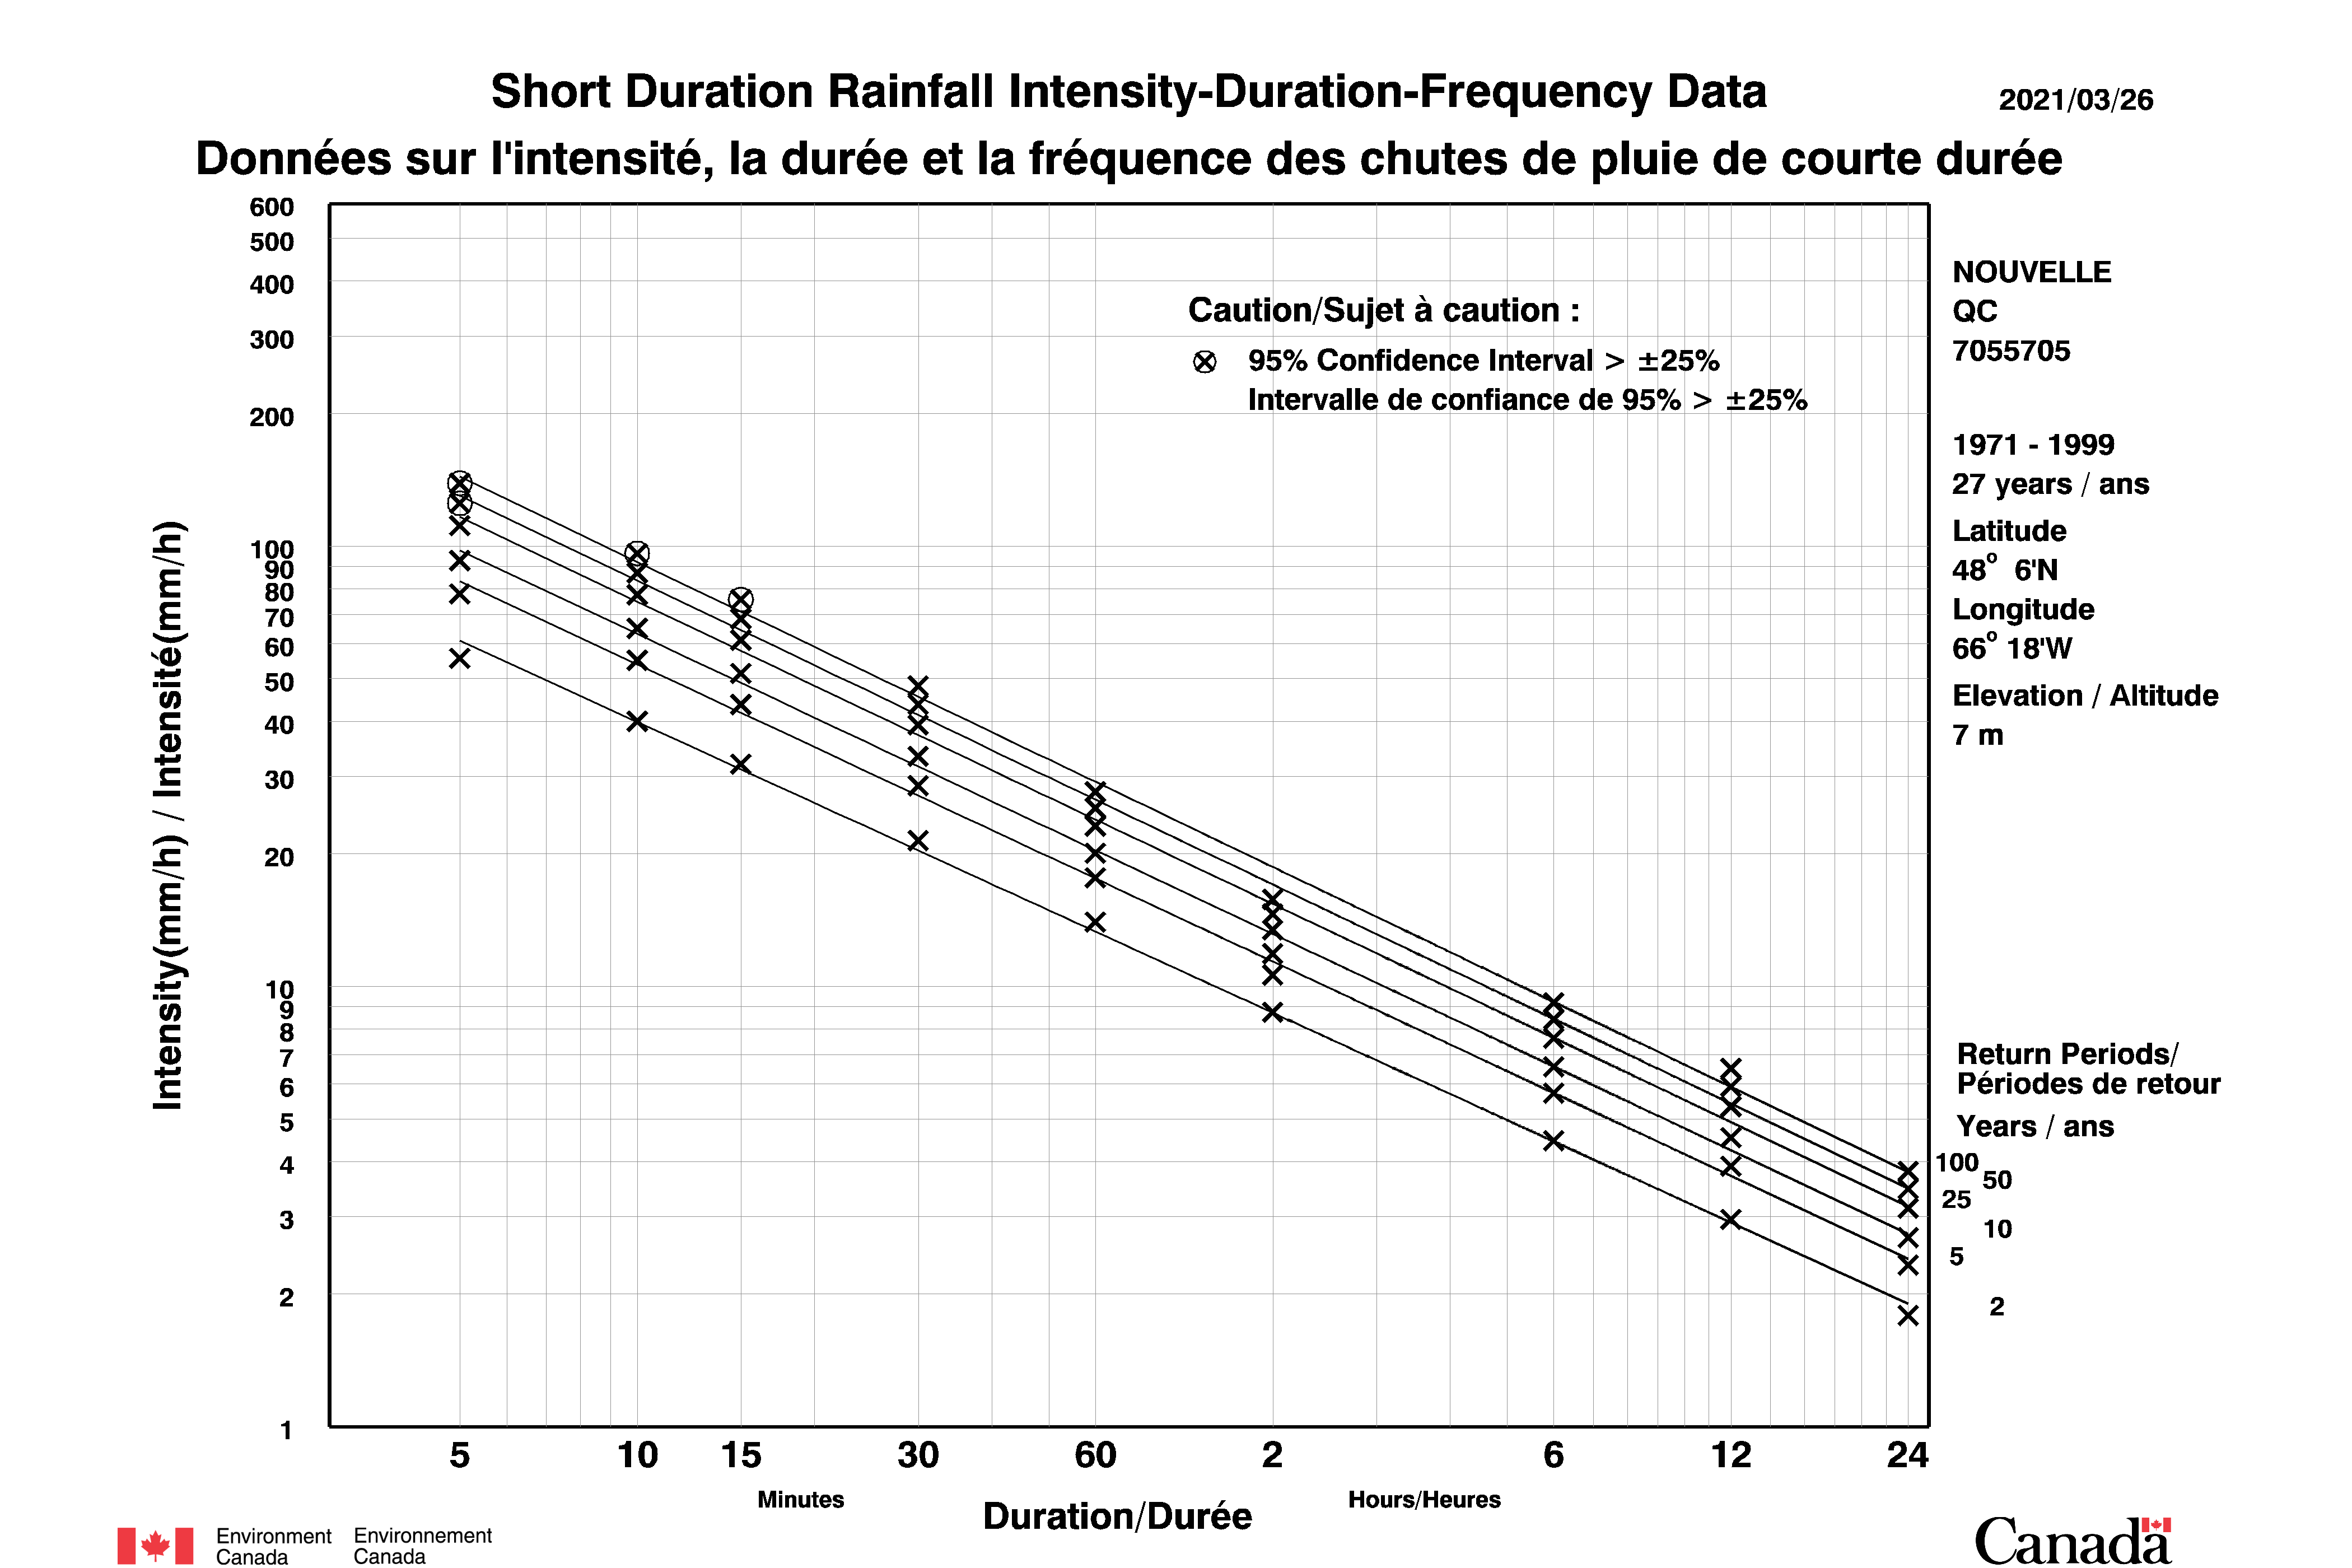 Short Duration Rainfall Intensity-Duration-Frequency Data
2021/03/26
Données sur l'intensité, la durée et la fréquence des chutes de pluie de courte durée
600
500
400
300
200
100
90
80
70
60
50
40
30
20
10
9
8
7
6
5
4
3
2
1
Intensity(mm/h) / Intensité(mm/h)
Caution/Sujet à caution :
95% Confidence Interval > ±25%
Intervalle de confiance de 95% > ±25%
NOUVELLE
QC
7055705
1971 - 1999
27 years / ans
Latitude
48° 6'N
Longitude
66° 18'W
Elevation / Altitude
7 m
Return Periods/
Périodes de retour
Years / ans
100
50
25
10
5
2
5 10 15 30 60 2 6 12 24
Minutes
Hours/Heures
Duration/Durée
Environment Environnement
Canada Canada
Canada